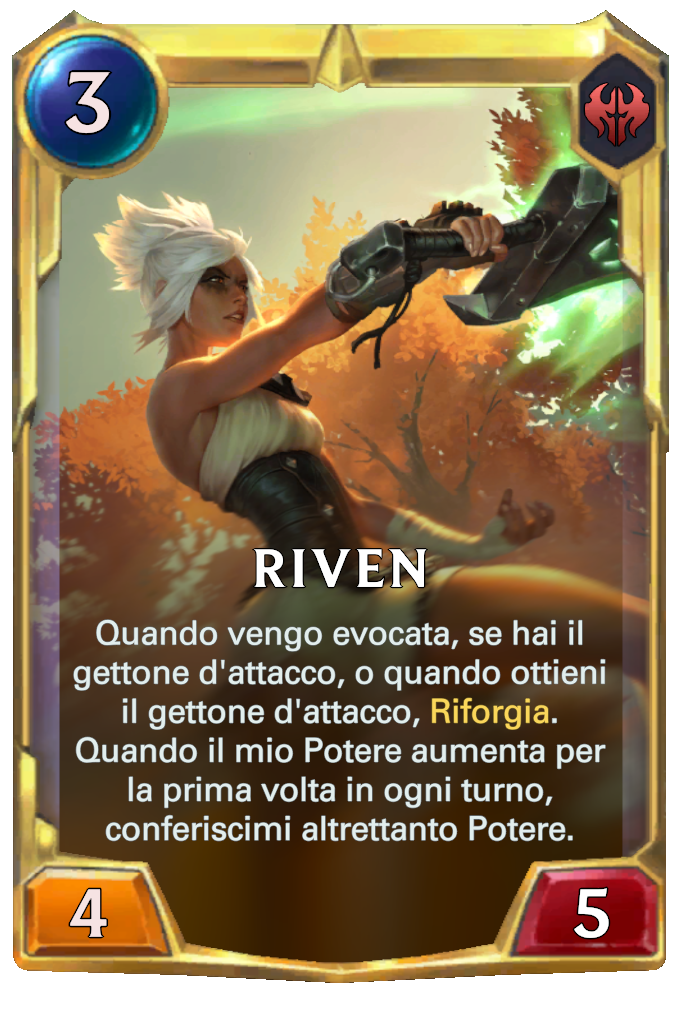 3
RIVEN
Quando vengo evocata, se hai il
gettone d'attacco, o quando ottieni
il gettone d'attacco, Riforgia.
Quando il mio Potere aumenta per
la prima volta in ogni turno,
conferiscimi altrettanto Potere.
4
5